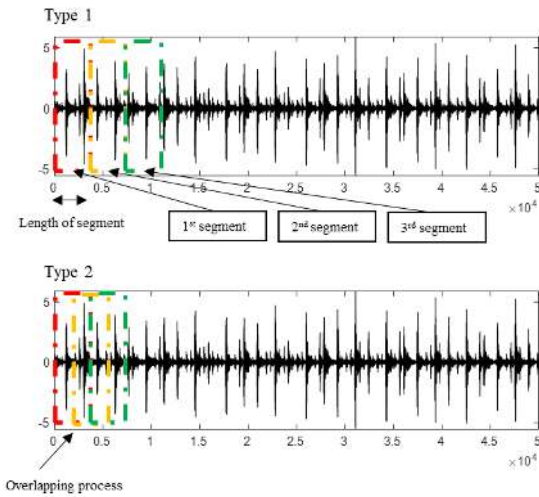 Type 1
5
0
-5
0 0.5 1 1.5 2 2.5 3 3.5 4 4.5 5
×10⁴
Length of segment
1st segment
2nd segment
3rd segment
Type 2
5
0
-5
0 0.5 1 1.5 2 2.5 3 3.5 4 4.5 5
×10⁴
Overlapping process